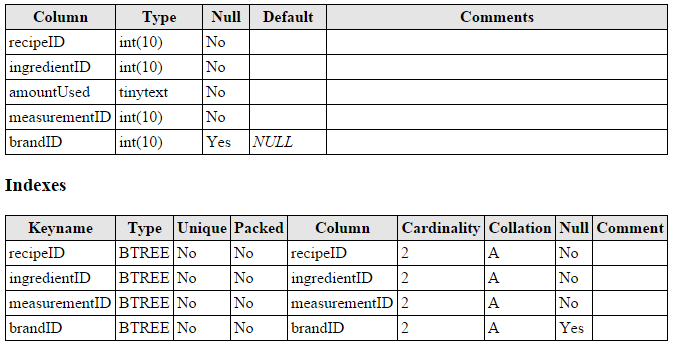 Column Type Null Default Comments
recipeID int(10) No
ingredientID int(10) No
amountUsed tinytext No
measurementID int(10) No
brandID int(10) Yes NULL
Indexes
Keyname Type Unique Packed Column Cardinality Collation Null Comment
recipeID BTREE No No recipeID 2 A No
ingredientID BTREE No No ingredientID 2 A No
measurementID BTREE No No measurementID 2 A No
brandID BTREE No No brandID 2 A Yes